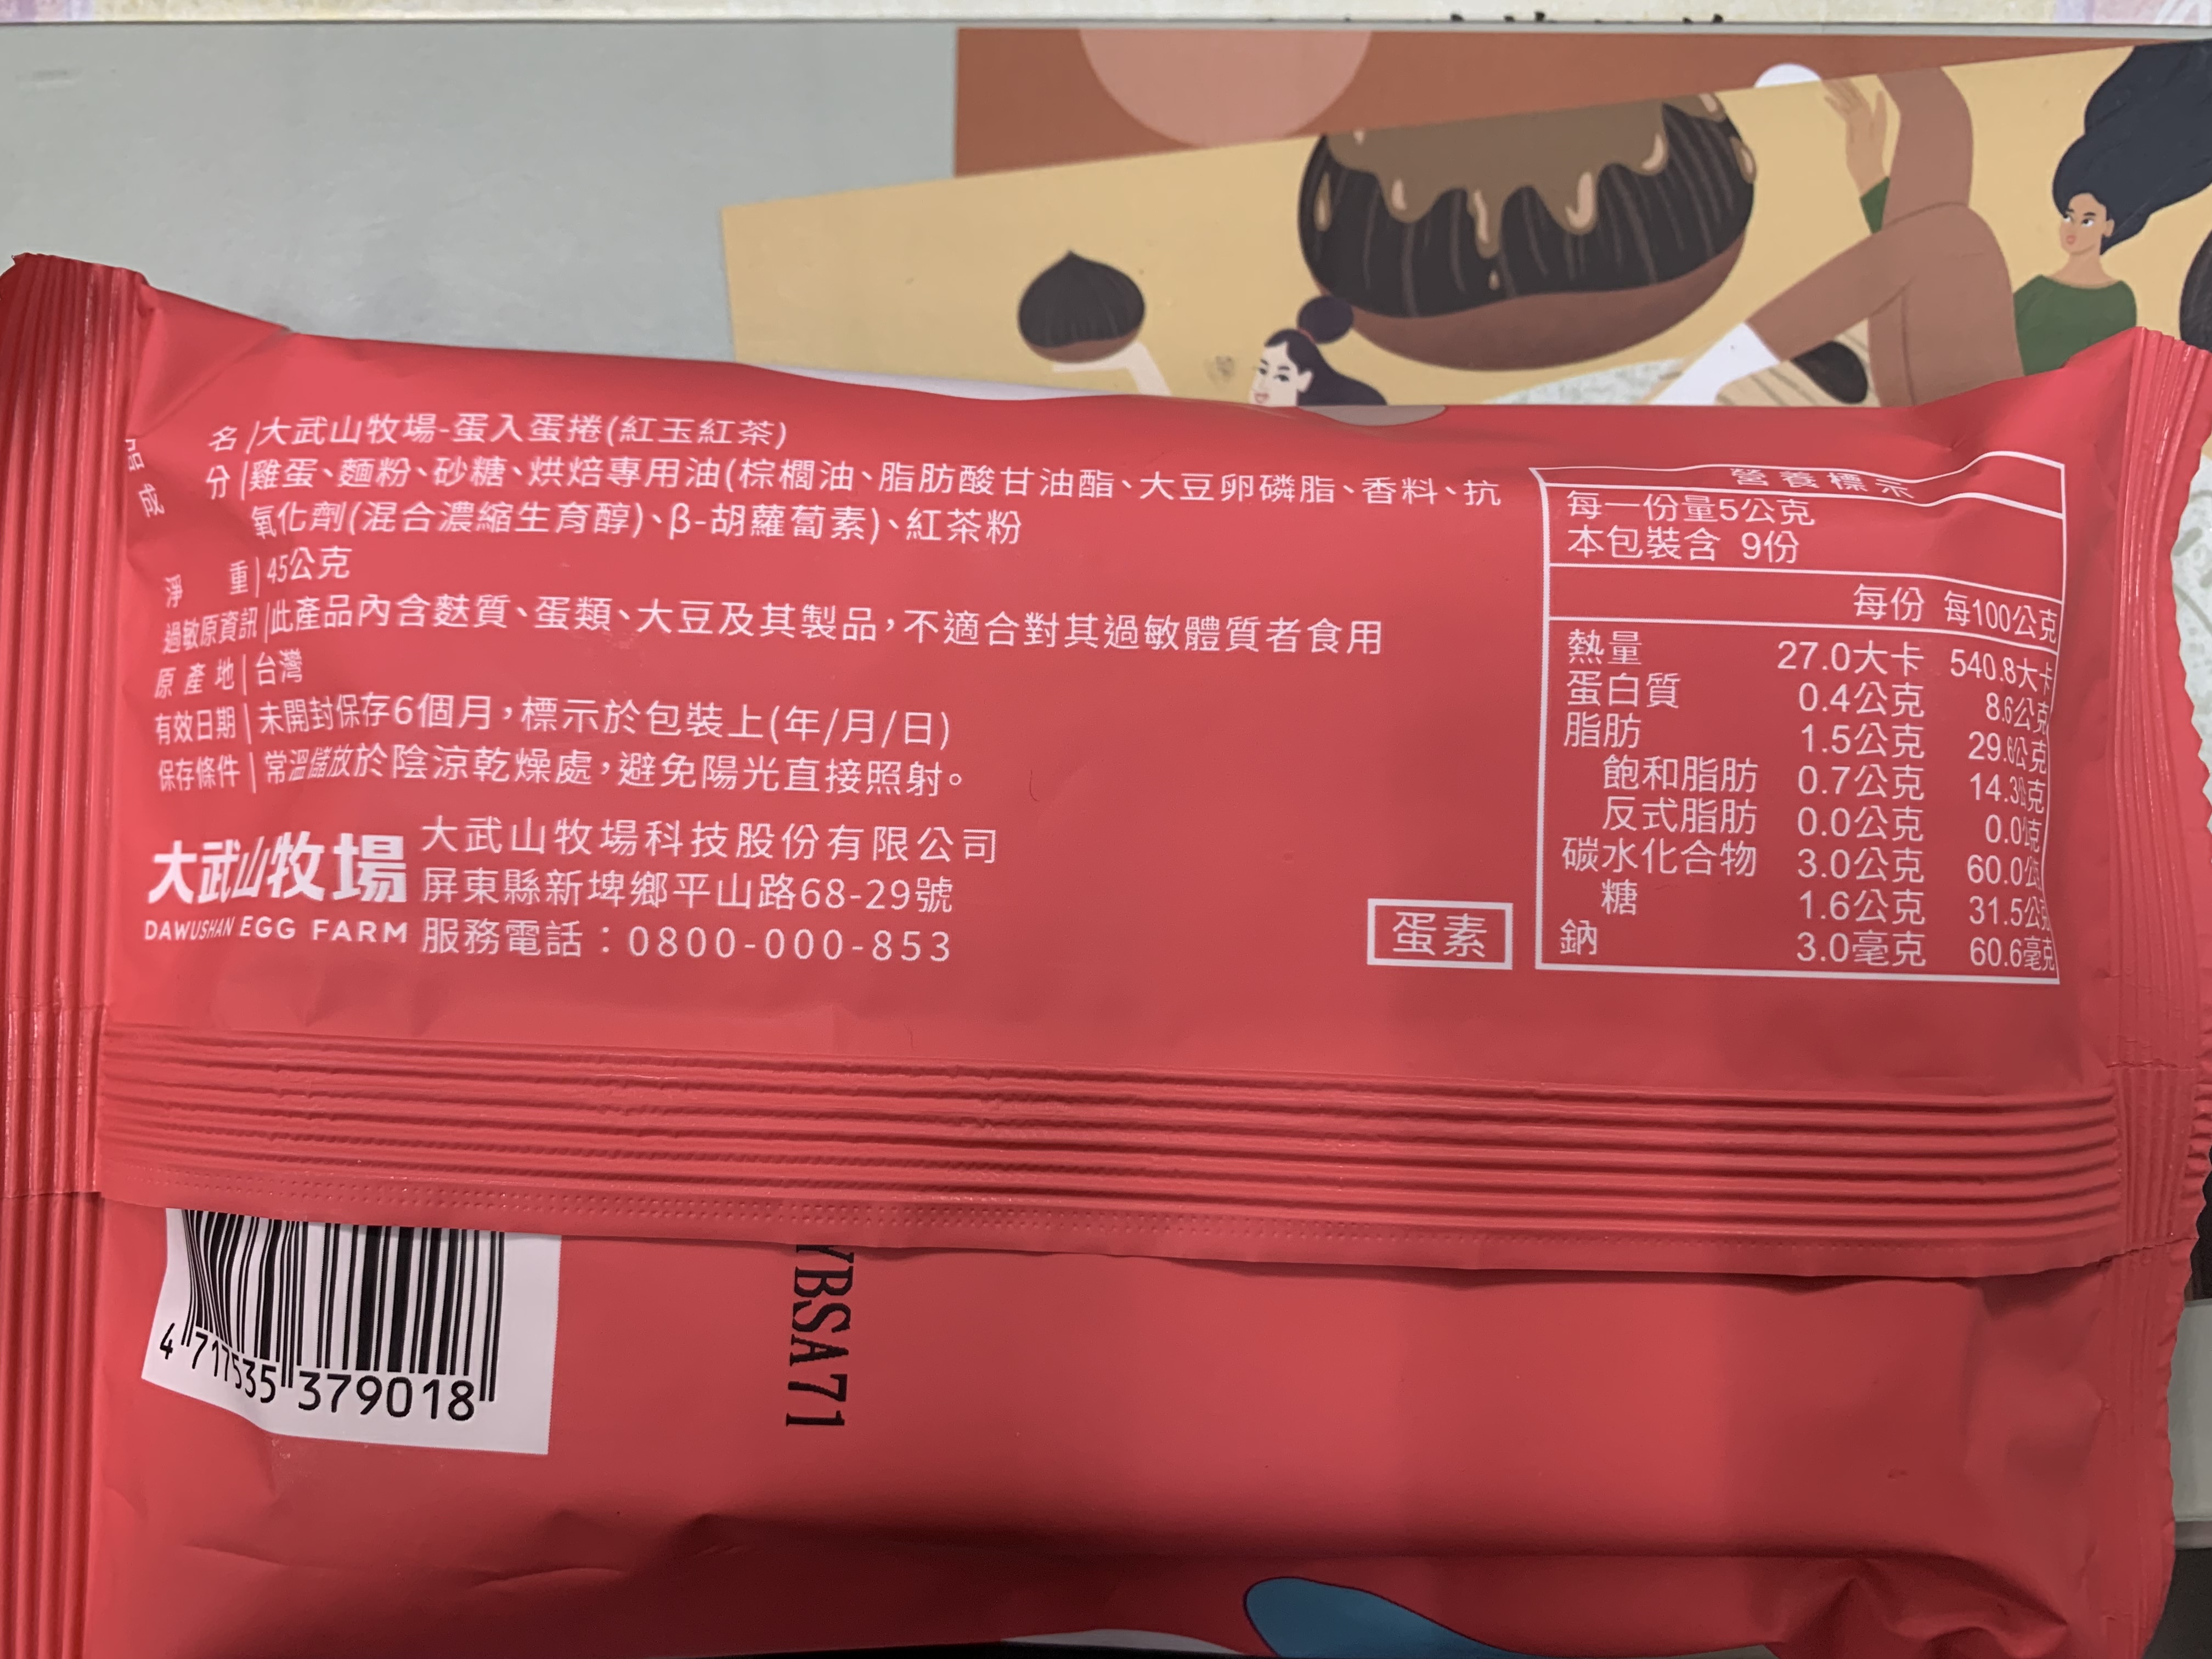 品 名/大武山牧場-蛋入蛋捲(紅玉紅茶)
成 分|雞蛋、麵粉、砂糖、烘焙專用油(棕櫚油、脂肪酸甘油酯、大豆卵磷脂、香料、抗
氧化劑(混合濃縮生育醇)、β-胡蘿蔔素)、紅茶粉
淨 重|45公克
過敏原資訊|此產品內含麩質、蛋類、大豆及其製品,不適合對其過敏體質者食用
原產地|台灣
有效日期|未開封保存6個月,標示於包裝上(年/月/日)
保存條件|常溫儲放於陰涼乾燥處,避免陽光直接照射。
大武山牧場
DAWUSHAN EGG FARM
大武山牧場科技股份有限公司
屏東縣新埤鄉平山路68-29號
服務電話:0800-000-853
蛋素
營養標示
每一份量5公克
本包裝含 9份
每份 每100公克
熱量 27.0大卡 540.8大卡
蛋白質 0.4公克 8.6公克
脂肪 1.5公克 29.6公克
飽和脂肪 0.7公克 14.3公克
反式脂肪 0.0公克 0.0公克
碳水化合物 3.0公克 60.0公克
糖 1.6公克 31.5公克
鈉 3.0毫克 60.6毫克
4 717535 379018
YBSA71